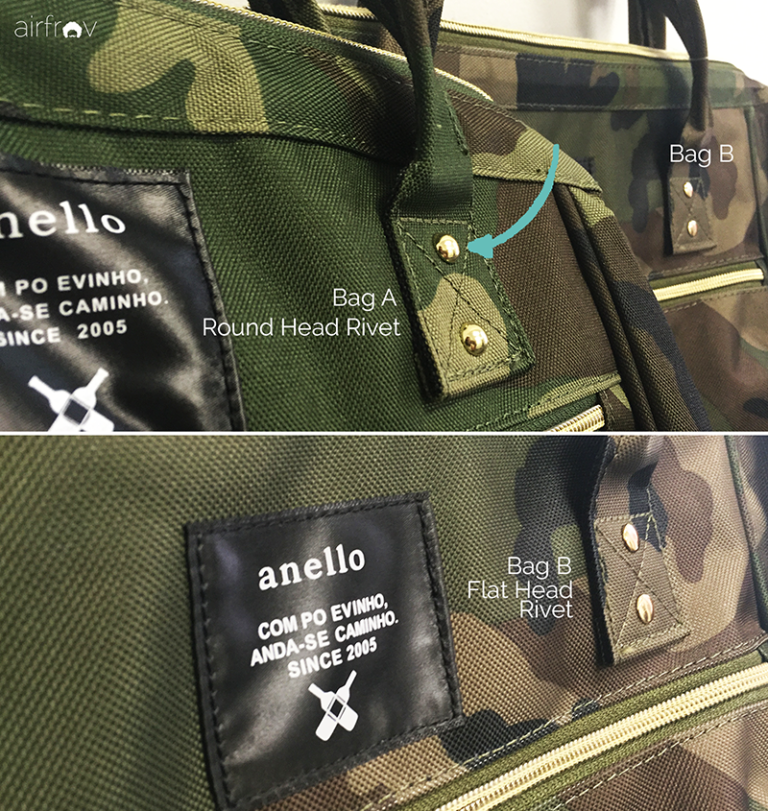 airfrov
Bag B
anello
PO EVINHO,
A-SE CAMINHO.
SINCE 2005
Bag A
Round Head Rivet
anello
COM PO EVINHO,
ANDA-SE CAMINHO.
SINCE 2005
Bag B
Flat Head
Rivet